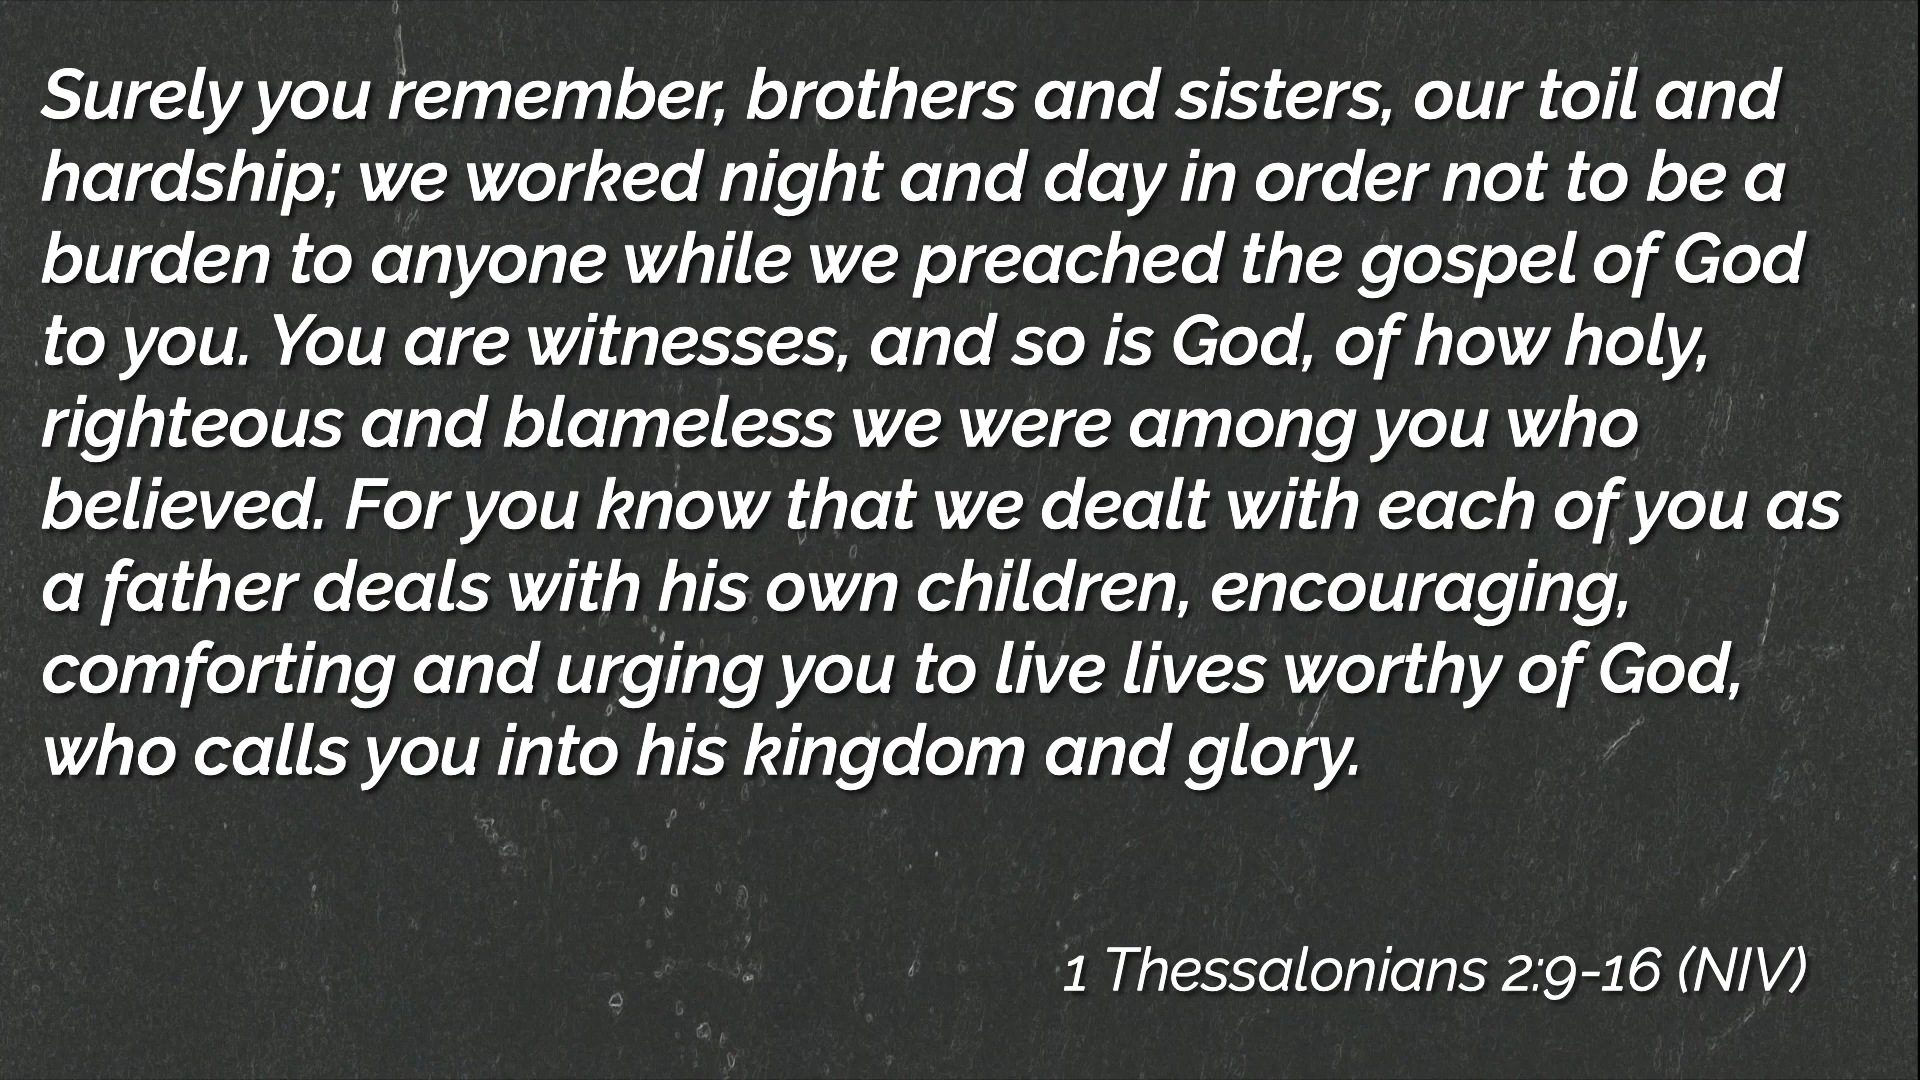 Surely you remember, brothers and sisters, our toil and
hardship; we worked night and day in order not to be a
burden to anyone while we preached the gospel of God
to you. You are witnesses, and so is God, of how holy,
righteous and blameless we were among you who
believed. For you know that we dealt with each of you as
a father deals with his own children, encouraging,
comforting and urging you to live lives worthy of God,
who calls you into his kingdom and glory.
1 Thessalonians 2:9-16 (NIV)